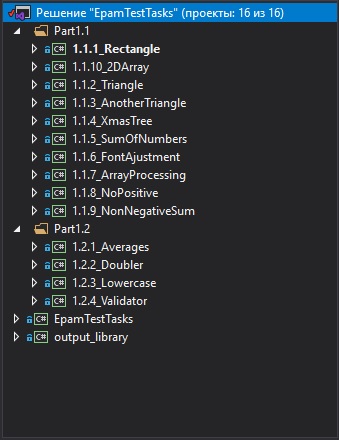 Решение "EpamTestTasks" (проекты: 16 из 16)
Part1.1
C# 1.1.1_Rectangle
C# 1.1.10_2DArray
C# 1.1.2_Triangle
C# 1.1.3_AnotherTriangle
C# 1.1.4_XmasTree
C# 1.1.5_SumOfNumbers
C# 1.1.6_FontAjustment
C# 1.1.7_ArrayProcessing
C# 1.1.8_NoPositive
C# 1.1.9_NonNegativeSum
Part1.2
C# 1.2.1_Averages
C# 1.2.2_Doubler
C# 1.2.3_Lowercase
C# 1.2.4_Validator
C# EpamTestTasks
C# output_library